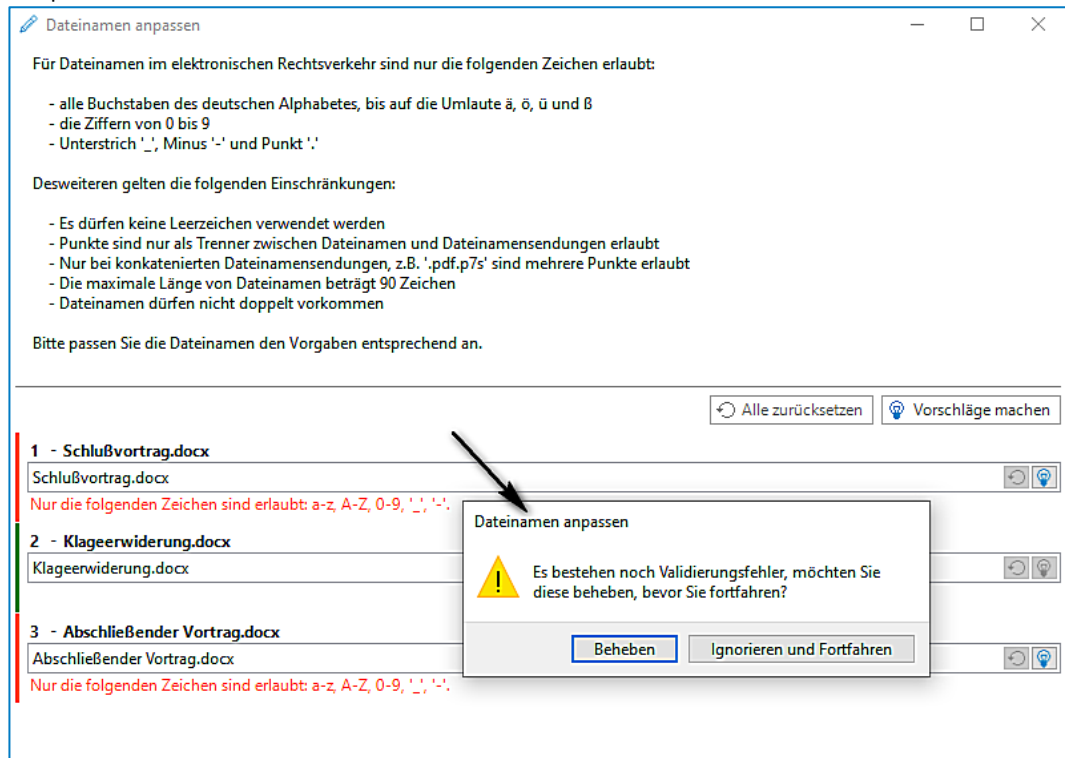 Dateinamen anpassen
Für Dateinamen im elektronischen Rechtsverkehr sind nur die folgenden Zeichen erlaubt:
- alle Buchstaben des deutschen Alphabetes, bis auf die Umlaute ä, ö, ü und ß
- die Ziffern von 0 bis 9
- Unterstrich '_', Minus '-' und Punkt '.'
Desweiteren gelten die folgenden Einschränkungen:
- Es dürfen keine Leerzeichen verwendet werden
- Punkte sind nur als Trenner zwischen Dateinamen und Dateinamensendungen erlaubt
- Nur bei konkatenierten Dateinamensendungen, z.B. '.pdf.p7s' sind mehrere Punkte erlaubt
- Die maximale Länge von Dateinamen beträgt 90 Zeichen
- Dateinamen dürfen nicht doppelt vorkommen
Bitte passen Sie die Dateinamen den Vorgaben entsprechend an.
Alle zurücksetzen Vorschläge machen
1 - Schlußvortrag.docx
Schlußvortrag.docx
Nur die folgenden Zeichen sind erlaubt: a-z, A-Z, 0-9, '_', '-'.
2 - Klageerwiderung.docx
Klageerwiderung.docx
3 - Abschließender Vortrag.docx
Abschließender Vortrag.docx
Nur die folgenden Zeichen sind erlaubt: a-z, A-Z, 0-9, '_', '-'.
Dateinamen anpassen
Es bestehen noch Validierungsfehler, möchten Sie
diese beheben, bevor Sie fortfahren?
Beheben Ignorieren und Fortfahren